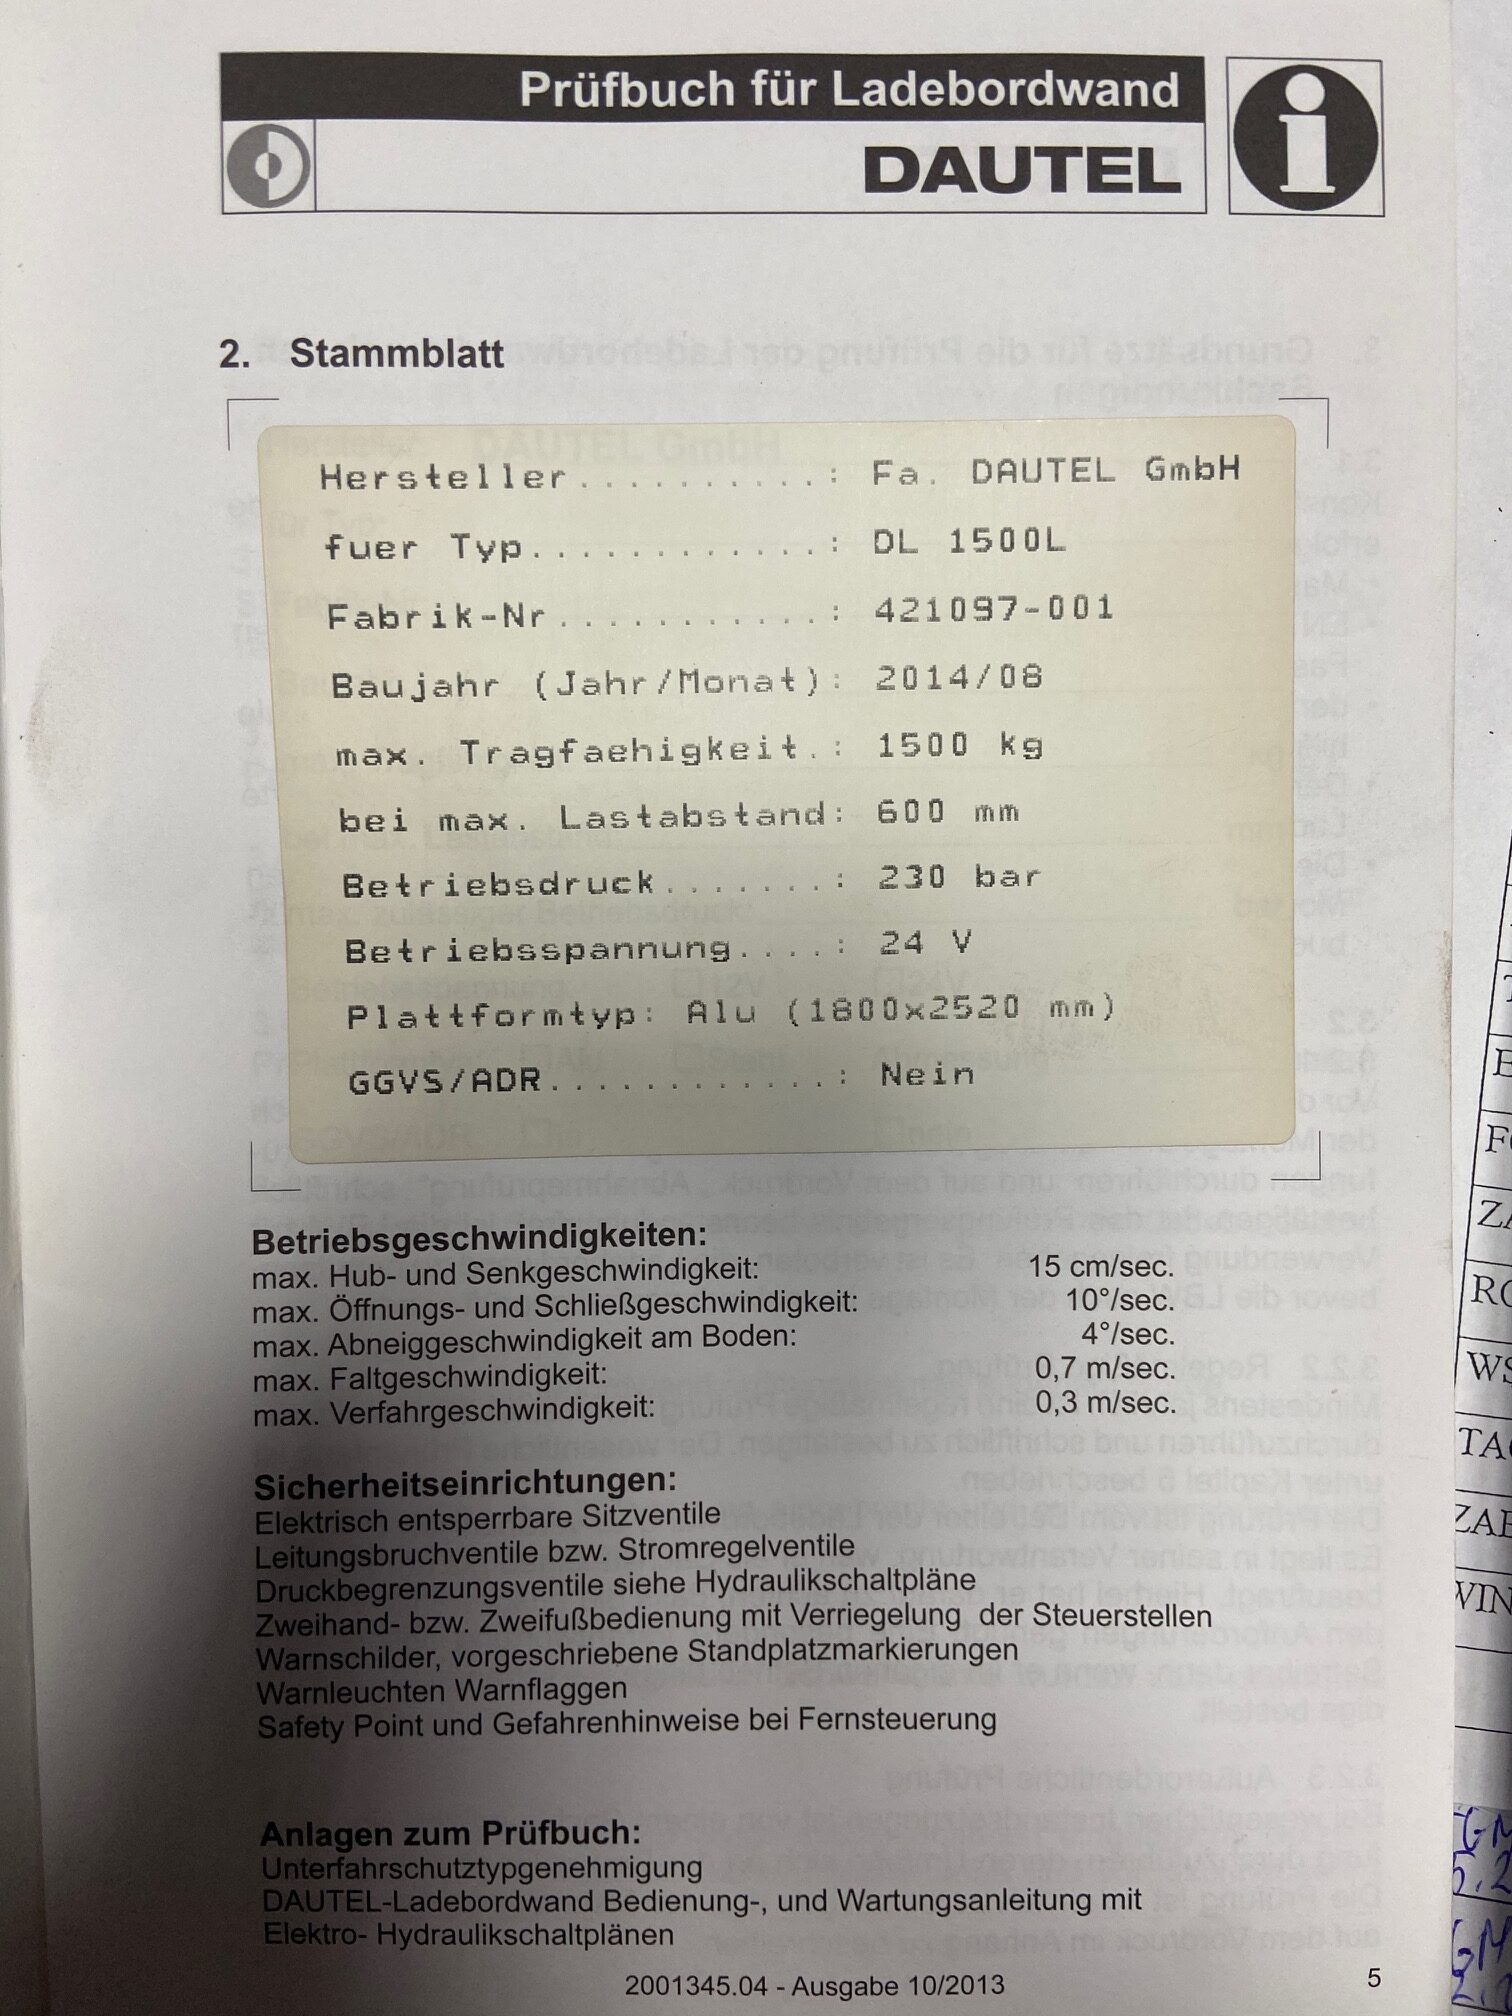 Prüfbuch für Ladebordwand
DAUTEL
2. Stammblatt
Hersteller..........: Fa. DAUTEL GmbH
fuer Typ............: DL 1500L
Fabrik-Nr...........: 421097-001
Baujahr (Jahr/Monat): 2014/08
max. Tragfaehigkeit.: 1500 kg
bei max. Lastabstand: 600 mm
Betriebsdruck.......: 230 bar
Betriebsspannung....: 24 V
Plattformtyp: Alu (1800x2520 mm)
GGVS/ADR............: Nein
Betriebsgeschwindigkeiten:
max. Hub- und Senkgeschwindigkeit: 15 cm/sec.
max. Öffnungs- und Schließgeschwindigkeit: 10°/sec.
max. Abneiggeschwindigkeit am Boden: 4°/sec.
max. Faltgeschwindigkeit: 0,7 m/sec.
max. Verfahrgeschwindigkeit: 0,3 m/sec.
Sicherheitseinrichtungen:
Elektrisch entsperrbare Sitzventile
Leitungsbruchventile bzw. Stromregelventile
Druckbegrenzungsventile siehe Hydraulikschaltpläne
Zweihand- bzw. Zweifußbedienung mit Verriegelung der Steuerstellen
Warnschilder, vorgeschriebene Standplatzmarkierungen
Warnleuchten Warnflaggen
Safety Point und Gefahrenhinweise bei Fernsteuerung
Anlagen zum Prüfbuch:
Unterfahrschutztypgenehmigung
DAUTEL-Ladebordwand Bedienung-, und Wartungsanleitung mit
Elektro- Hydraulikschaltplänen
2001345.04 - Ausgabe 10/2013
5